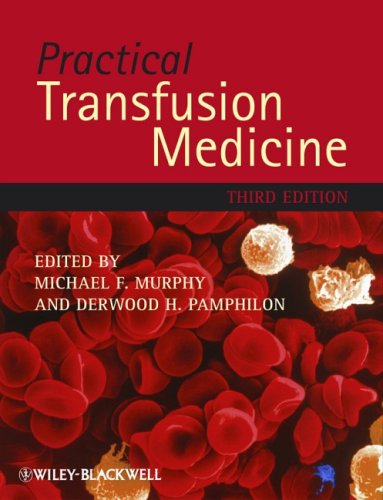 Practical
Transfusion
Medicine
THIRD EDITION
EDITED BY
MICHAEL F. MURPHY
AND DERWOOD H. PAMPHILON
WILEY-BLACKWELL